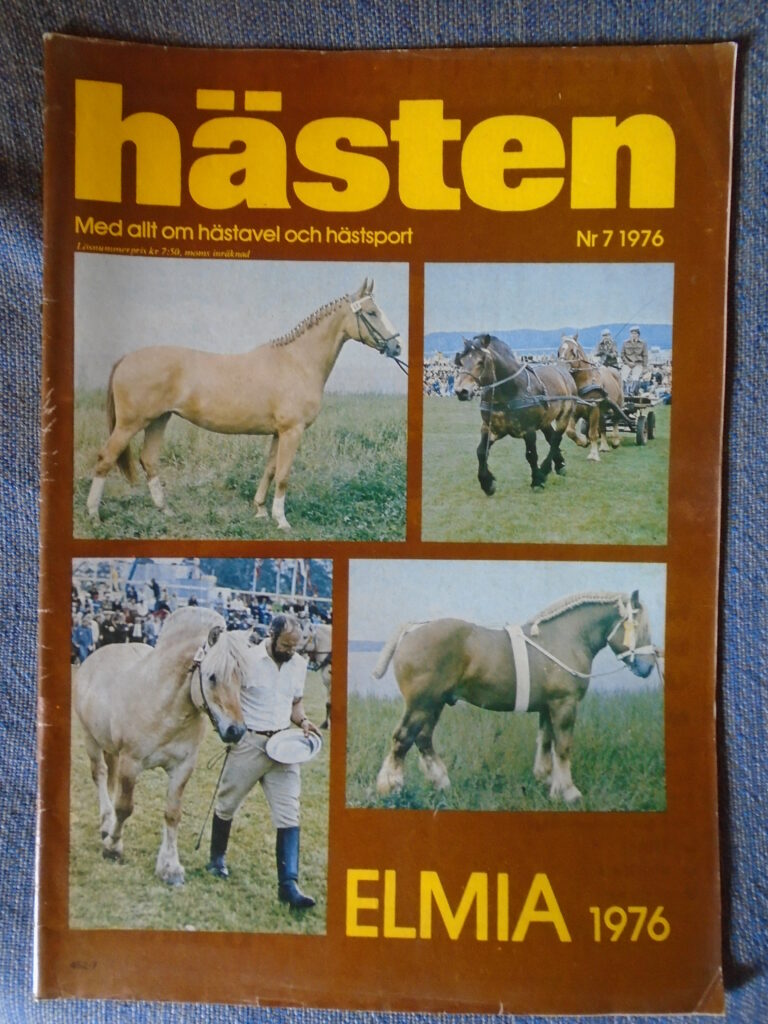 hästen
Med allt om hästavel och hästsport
Nr 7 1976
Lösnummerpris kr 7:50, moms inräknad
ELMIA 1976